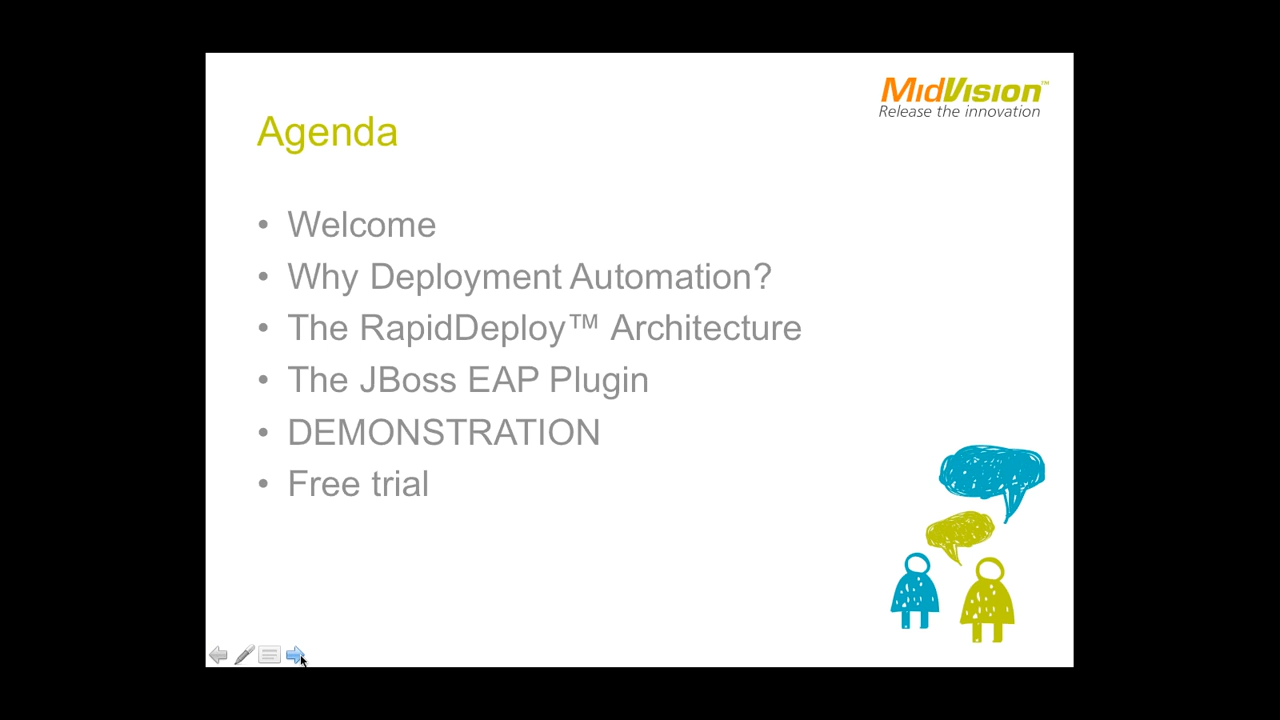 MidVision™
Release the innovation
Agenda
• Welcome
• Why Deployment Automation?
• The RapidDeploy™ Architecture
• The JBoss EAP Plugin
• DEMONSTRATION
• Free trial